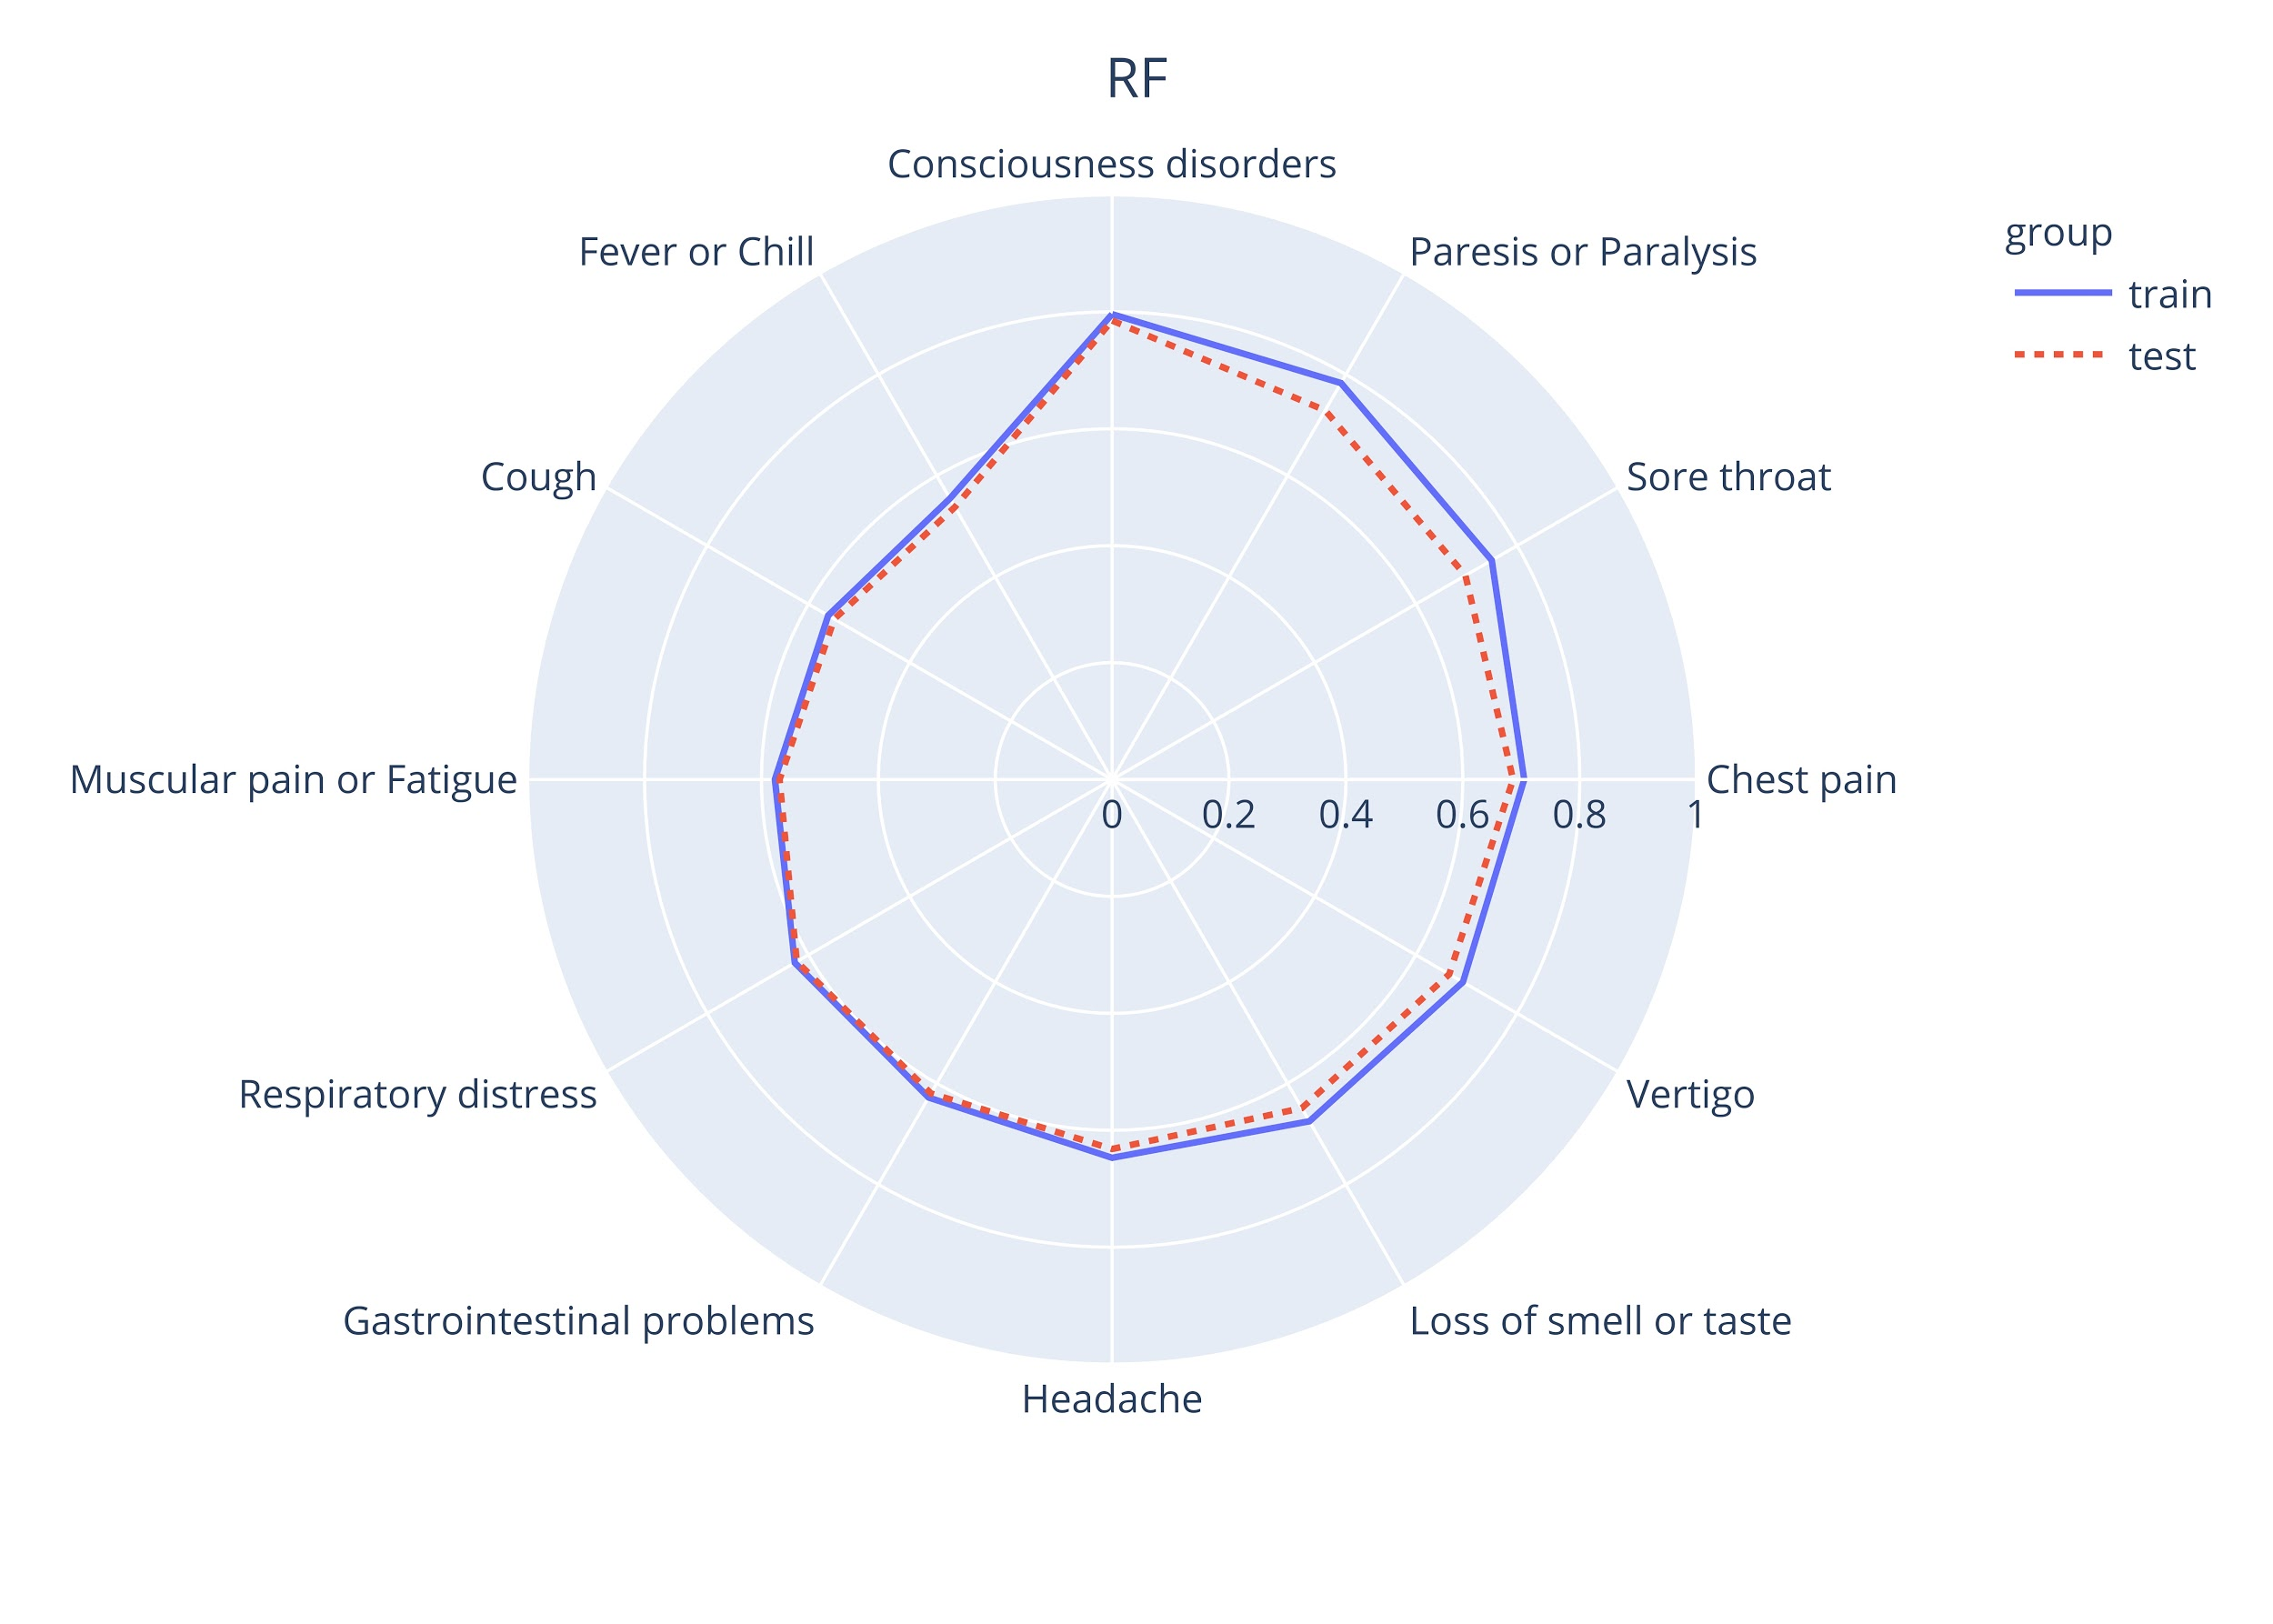 RF
Consciousness disorders
Fever or Chill
Paresis or Paralysis
group
train
test
Cough
Sore throat
Muscular pain or Fatigue
Chest pain
0
0.2
0.4
0.6
0.8
1
Respiratory distress
Vertigo
Gastrointestinal problems
Loss of smell or taste
Headache